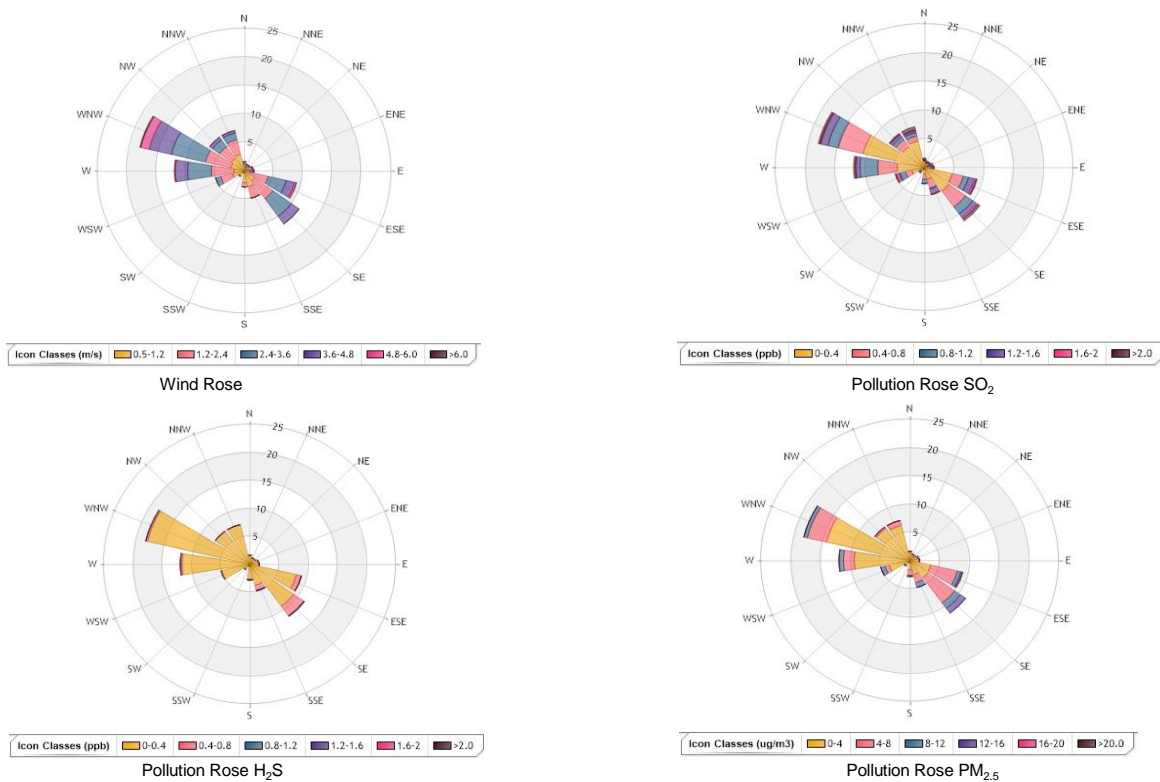 N
NNW
25
NNE
NW
20
NE
15
WNW
10
ENE
5
W
E
WSW
ESE
SW
SE
SSW
SSE
S
Icon Classes (m/s) 0.5-1.2 1.2-2.4 2.4-3.6 3.6-4.8 4.8-6.0 >6.0
Wind Rose
N
NNW
25
NNE
NW
20
NE
15
WNW
10
ENE
5
W
E
WSW
ESE
SW
SE
SSW
SSE
S
Icon Classes (ppb) 0-0.4 0.4-0.8 0.8-1.2 1.2-1.6 1.6-2 >2.0
Pollution Rose SO2
N
NNW
25
NNE
NW
20
NE
15
WNW
10
ENE
5
W
E
WSW
ESE
SW
SE
SSW
SSE
S
Icon Classes (ppb) 0-0.4 0.4-0.8 0.8-1.2 1.2-1.6 1.6-2 >2.0
Pollution Rose H2S
N
NNW
25
NNE
NW
20
NE
15
WNW
10
ENE
5
W
E
WSW
ESE
SW
SE
SSW
SSE
S
Icon Classes (ug/m3) 0-4 4-8 8-12 12-16 16-20 >20.0
Pollution Rose PM2.5